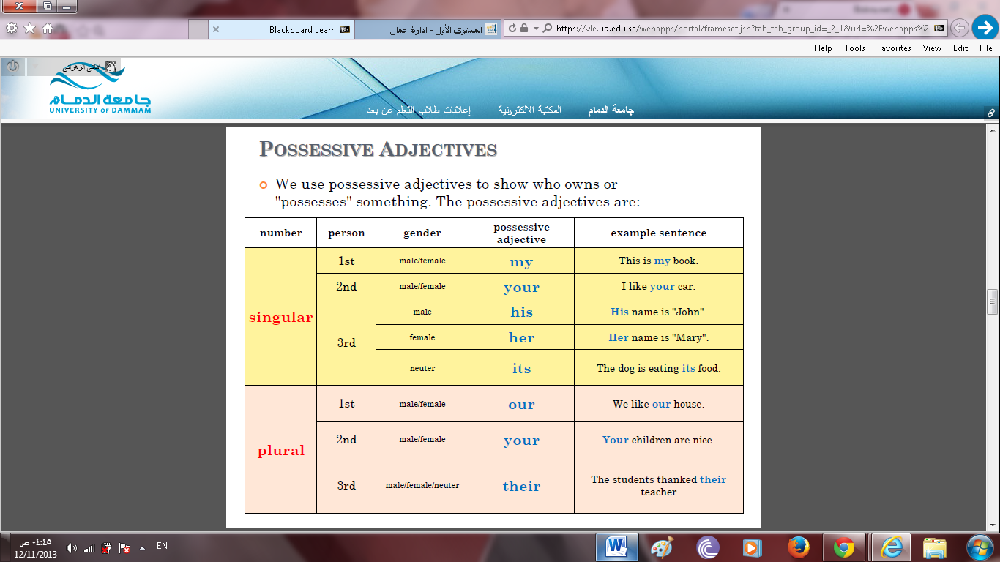 Blackboard Learn
المستوى الأول - ادارة اعمال
https://vle.ud.edu.sa/webapps/portal/frameset.jsp?tab_tab_group_id=_2_1&url=%2Fwebapps%2
Help Tools Favorites View Edit File
الزهراني
جامعة الدمام
UNIVERSITY OF DAMMAM
جامعة الدمام المكتبة الالكترونية إعلانات طلاب التعلم عن بعد
POSSESSIVE ADJECTIVES
We use possessive adjectives to show who owns or
"possesses" something. The possessive adjectives are:
number person gender possessive adjective example sentence
singular 1st male/female my This is my book.
2nd male/female your I like your car.
3rd male his His name is "John".
female her Her name is "Mary".
neuter its The dog is eating its food.
plural 1st male/female our We like our house.
2nd male/female your Your children are nice.
3rd male/female/neuter their The students thanked their
teacher
٠٤:٤٥ ص
12/11/2013
EN